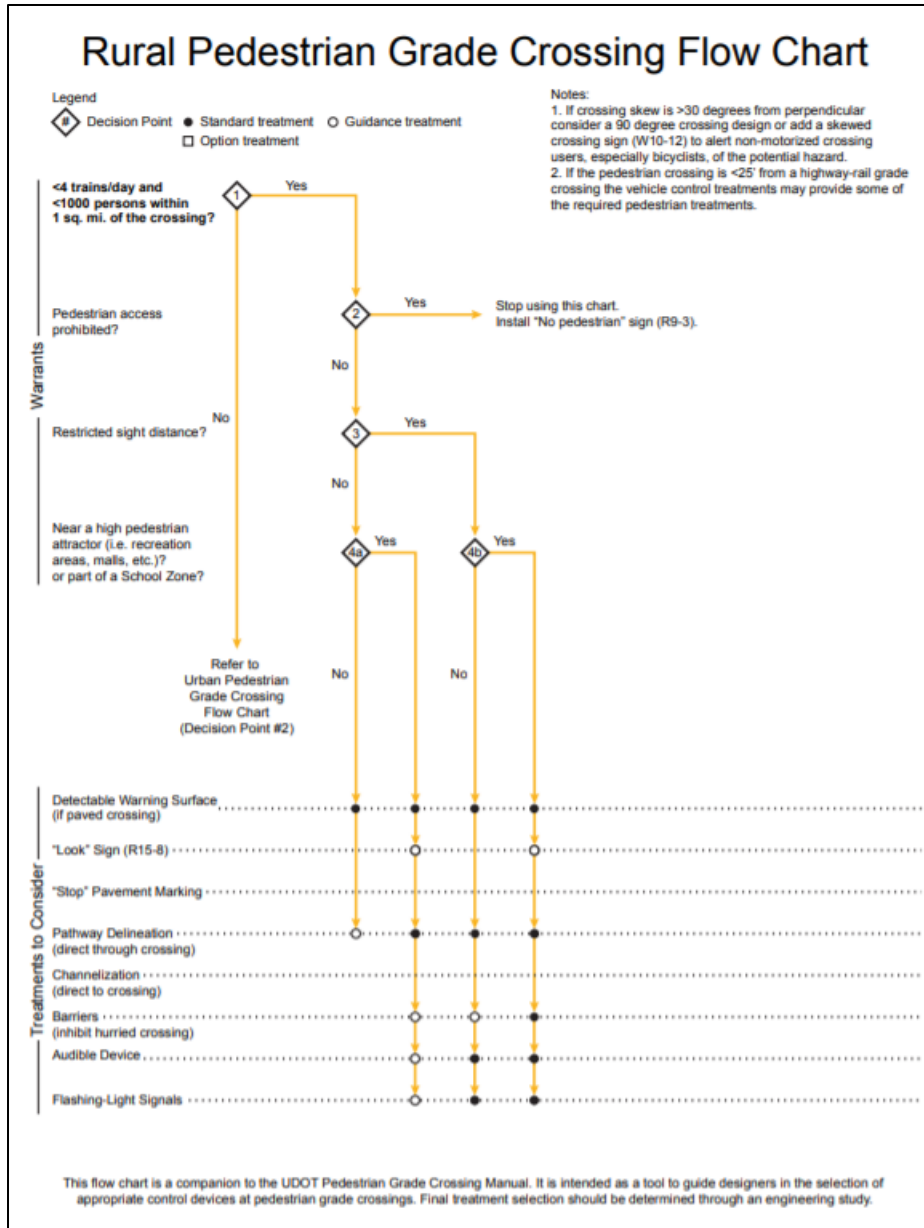 Rural Pedestrian Grade Crossing Flow Chart
Legend
# Decision Point ● Standard treatment ○ Guidance treatment
□ Option treatment
Notes:
1. If crossing skew is >30 degrees from perpendicular
consider a 90 degree crossing design or add a skewed
crossing sign (W10-12) to alert non-motorized crossing
users, especially bicyclists, of the potential hazard.
2. If the pedestrian crossing is <25' from a highway-rail grade
crossing the vehicle control treatments may provide some of
the required pedestrian treatments.
Warrants
<4 trains/day and
<1000 persons within
1 sq. mi. of the crossing?
1
Yes
Pedestrian access
prohibited?
2
Yes
Stop using this chart.
Install "No pedestrian" sign (R9-3).
No
No
Restricted sight distance?
3
Yes
No
Near a high pedestrian
attractor (i.e. recreation
areas, malls, etc.)?
or part of a School Zone?
4a
Yes
4b
Yes
Refer to
Urban Pedestrian
Grade Crossing
Flow Chart
(Decision Point #2)
No
No
Treatments to Consider
Detectable Warning Surface
(if paved crossing)
"Look" Sign (R15-8)
"Stop" Pavement Marking
Pathway Delineation
(direct through crossing)
Channelization
(direct to crossing)
Barriers
(inhibit hurried crossing)
Audible Device
Flashing-Light Signals
This flow chart is a companion to the UDOT Pedestrian Grade Crossing Manual. It is intended as a tool to guide designers in the selection of
appropriate control devices at pedestrian grade crossings. Final treatment selection should be determined through an engineering study.